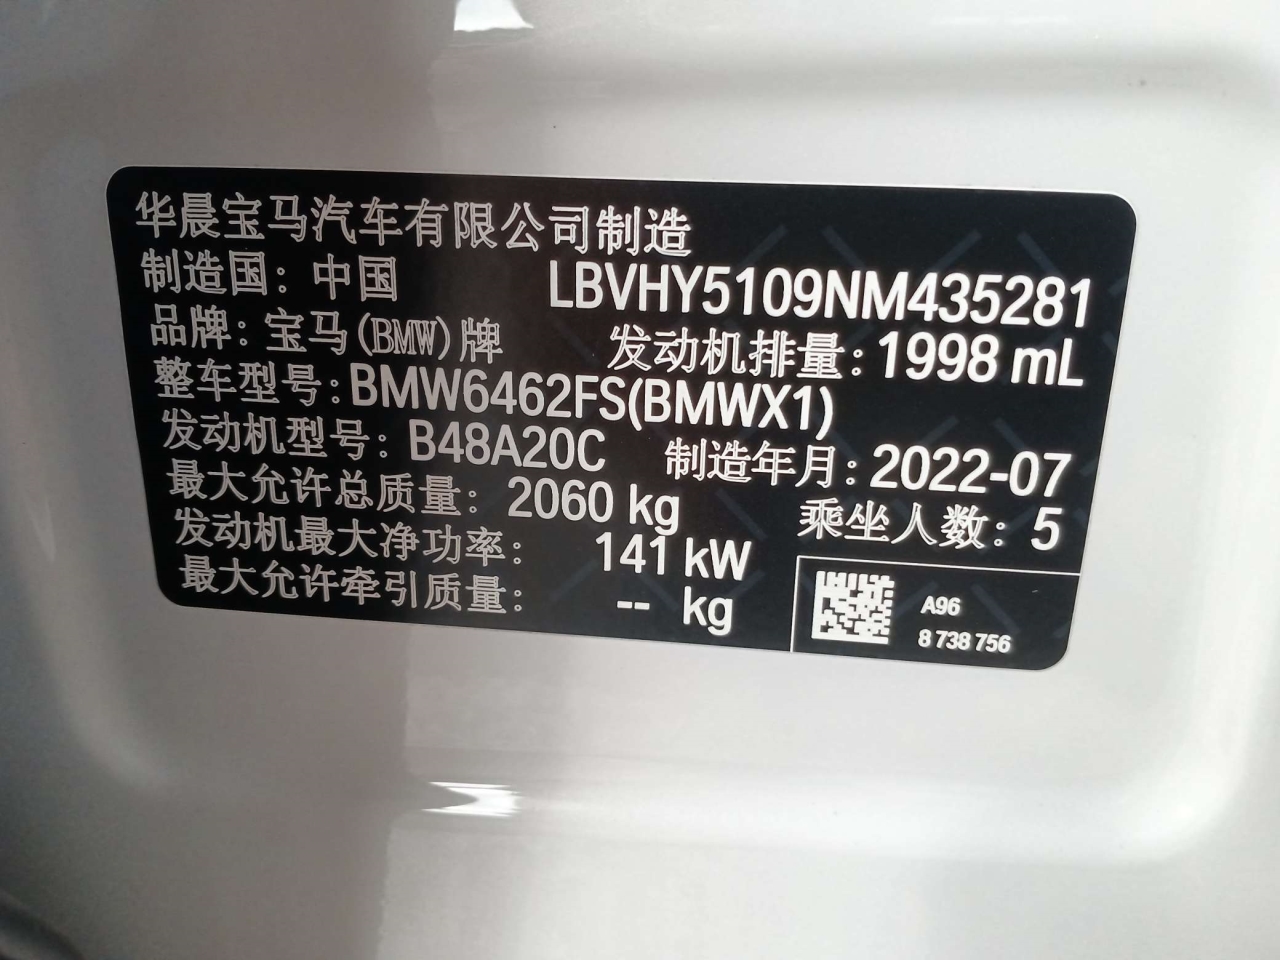 华晨宝马汽车有限公司制造
制造国：中国 LBVHY5109NM435281
品牌：宝马(BMW)牌 发动机排量：1998 mL
整车型号：BMW6462FS(BMWX1)
发动机型号：B48A20C 制造年月：2022-07
最大允许总质量：2060 kg 乘坐人数：5
发动机最大净功率：141 kW
最大允许牵引质量：-- kg
A96
8 738 756